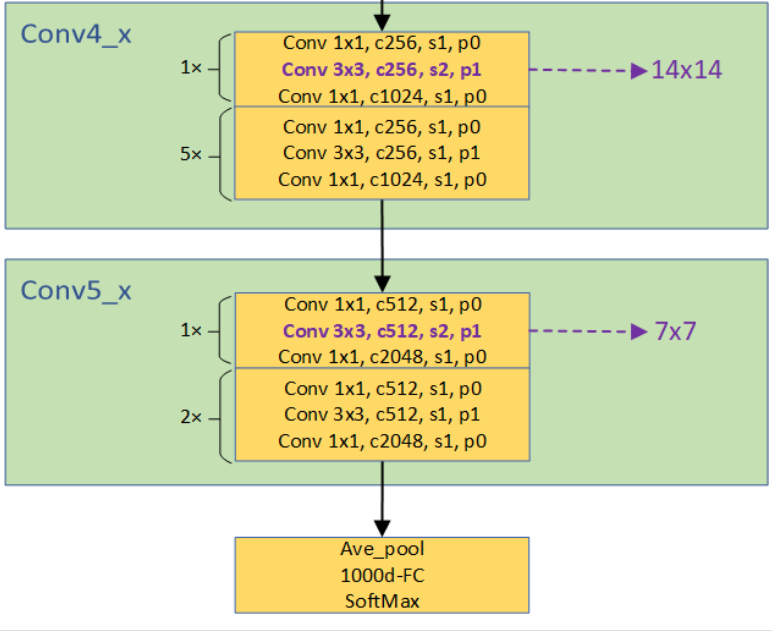 Conv4_x
1×
Conv 1x1, c256, s1, p0
Conv 3x3, c256, s2, p1
Conv 1x1, c1024, s1, p0
14x14
5×
Conv 1x1, c256, s1, p0
Conv 3x3, c256, s1, p1
Conv 1x1, c1024, s1, p0
Conv5_x
1×
Conv 1x1, c512, s1, p0
Conv 3x3, c512, s2, p1
Conv 1x1, c2048, s1, p0
7x7
2×
Conv 1x1, c512, s1, p0
Conv 3x3, c512, s1, p1
Conv 1x1, c2048, s1, p0
Ave_pool
1000d-FC
SoftMax